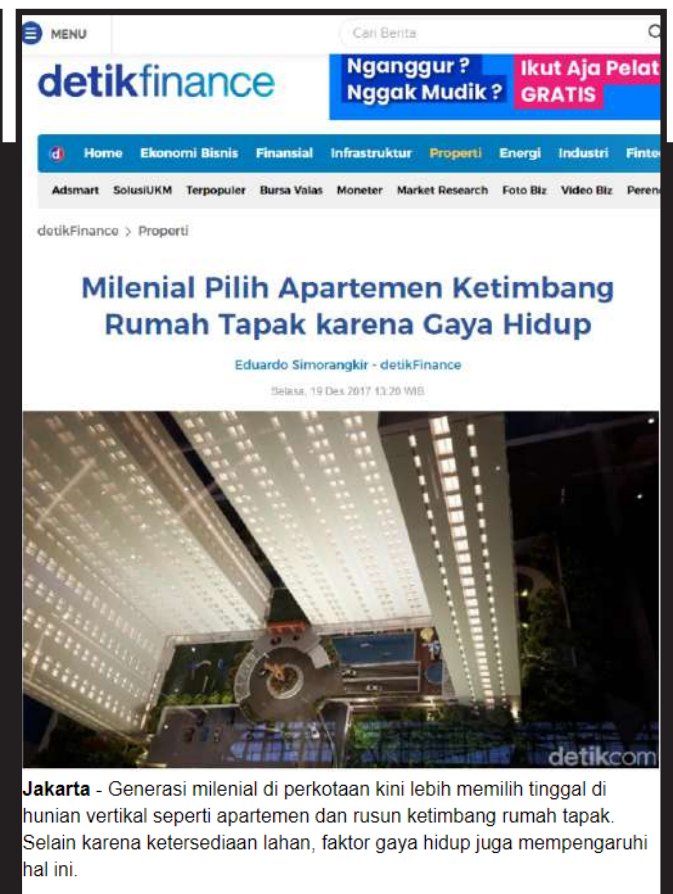 MENU
Cari Berita
detikfinance
Nganggur ?
Nggak Mudik ?
Ikut Aja Pelat
GRATIS
d Home Ekonomi Bisnis Finansial Infrastruktur Properti Energi Industri Finte
Adsmart SolusiUKM Terpopuler Bursa Valas Moneter Market Research Foto Biz Video Biz Peren
detikFinance > Properti
Milenial Pilih Apartemen Ketimbang
Rumah Tapak karena Gaya Hidup
Eduardo Simorangkir - detikFinance
Selasa, 19 Des 2017 13:20 WIB
detikcom
Jakarta - Generasi milenial di perkotaan kini lebih memilih tinggal di
hunian vertikal seperti apartemen dan rusun ketimbang rumah tapak.
Selain karena ketersediaan lahan, faktor gaya hidup juga mempengaruhi
hal ini.